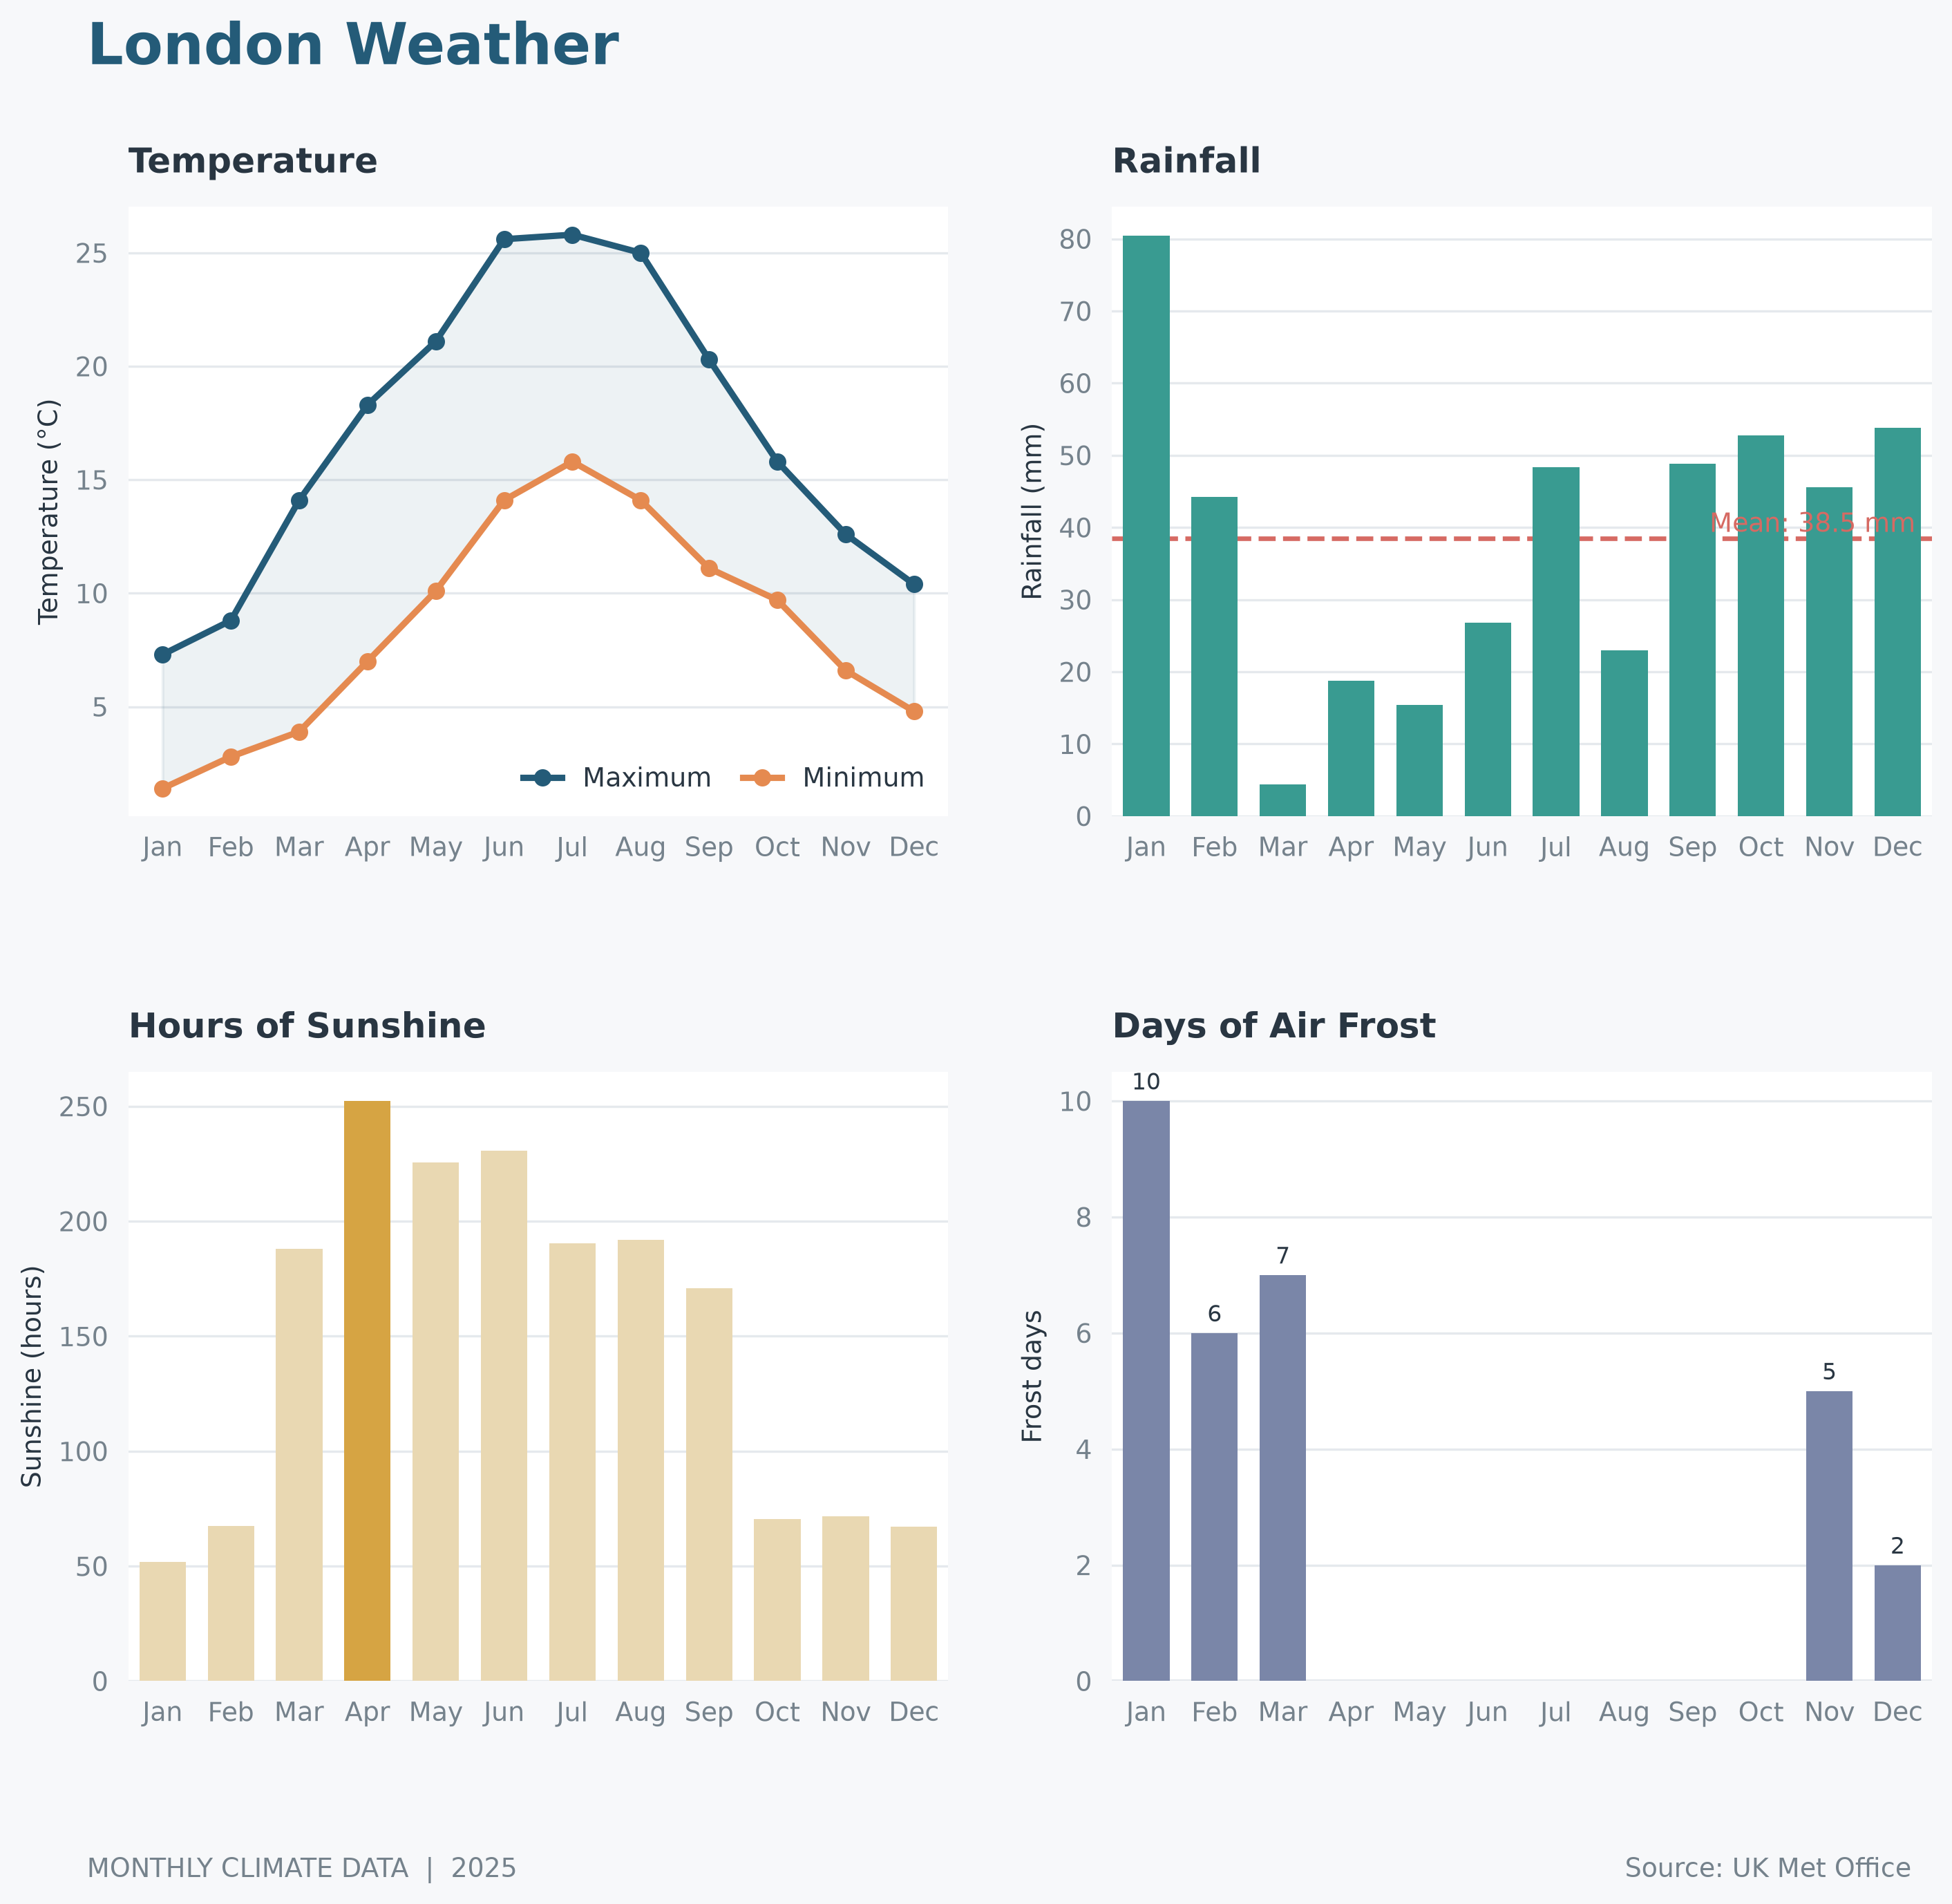 London Weather
Temperature
Temperature (°C)
25
20
15
10
5
Maximum
Minimum
Jan Feb Mar Apr May Jun Jul Aug Sep Oct Nov Dec
Rainfall
Rainfall (mm)
80
70
60
50
40
30
20
10
0
Mean: 38.5 mm
Jan Feb Mar Apr May Jun Jul Aug Sep Oct Nov Dec
Hours of Sunshine
Sunshine (hours)
250
200
150
100
50
0
Jan Feb Mar Apr May Jun Jul Aug Sep Oct Nov Dec
Days of Air Frost
Frost days
10
8
6
4
2
0
10
6
7
5
2
Jan Feb Mar Apr May Jun Jul Aug Sep Oct Nov Dec
MONTHLY CLIMATE DATA | 2025
Source: UK Met Office